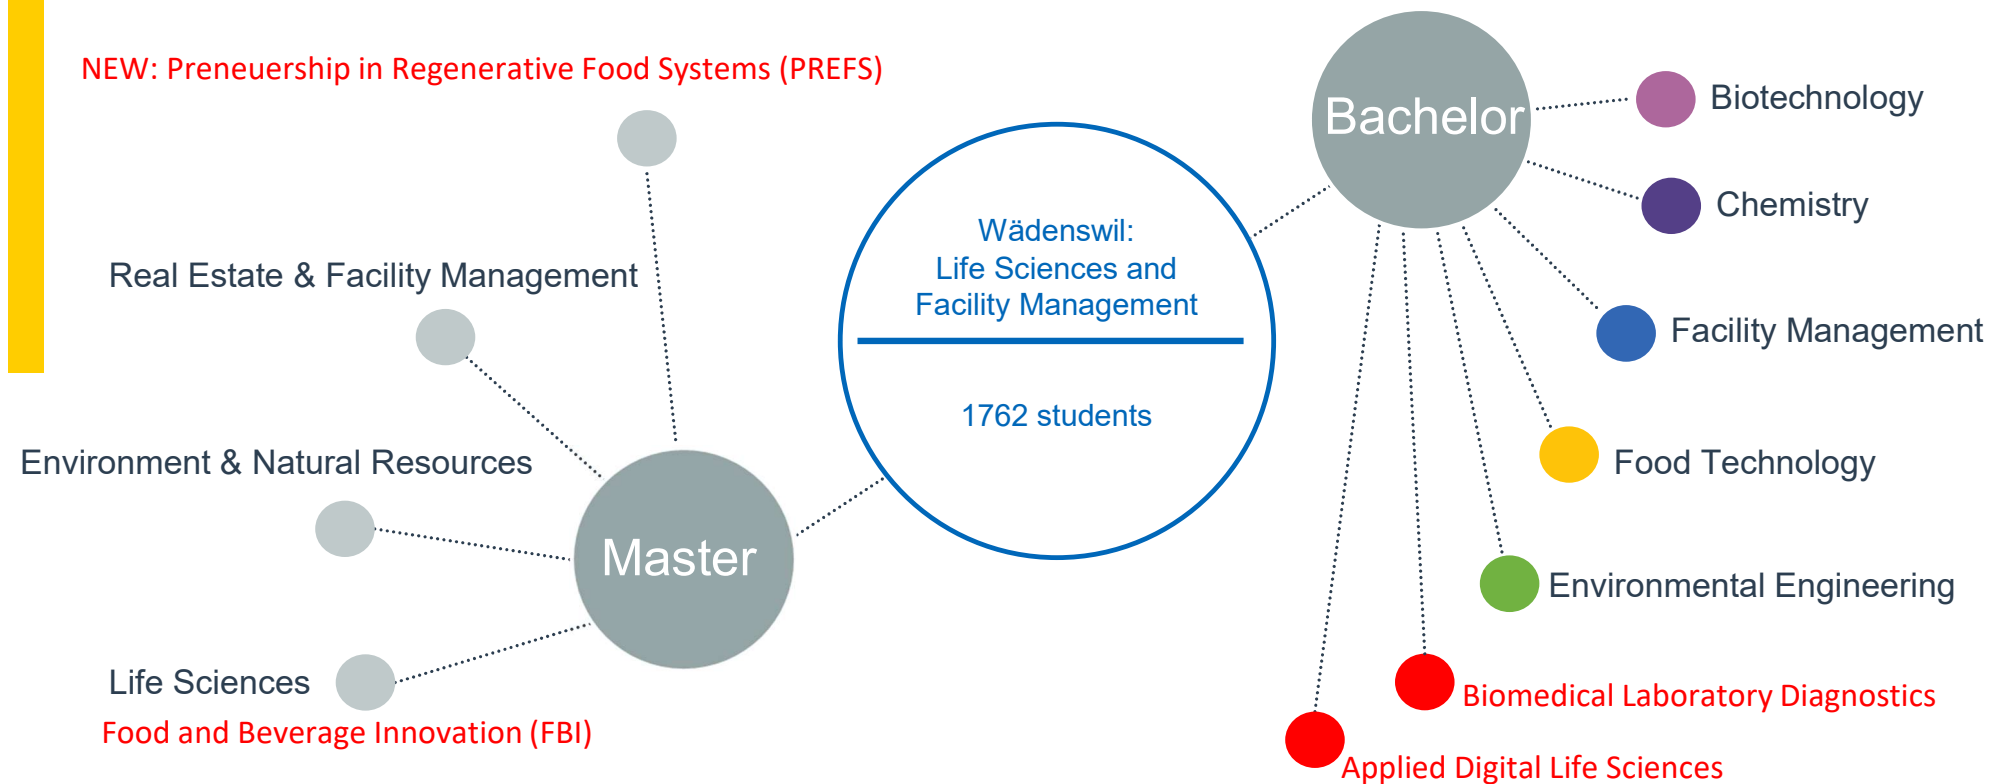 NEW: Preneuership in Regenerative Food Systems (PREFS)
Real Estate & Facility Management
Environment & Natural Resources
Master
Life Sciences
Food and Beverage Innovation (FBI)
Wädenswil:
Life Sciences and
Facility Management
1762 students
Bachelor
Biotechnology
Chemistry
Facility Management
Food Technology
Environmental Engineering
Biomedical Laboratory Diagnostics
Applied Digital Life Sciences